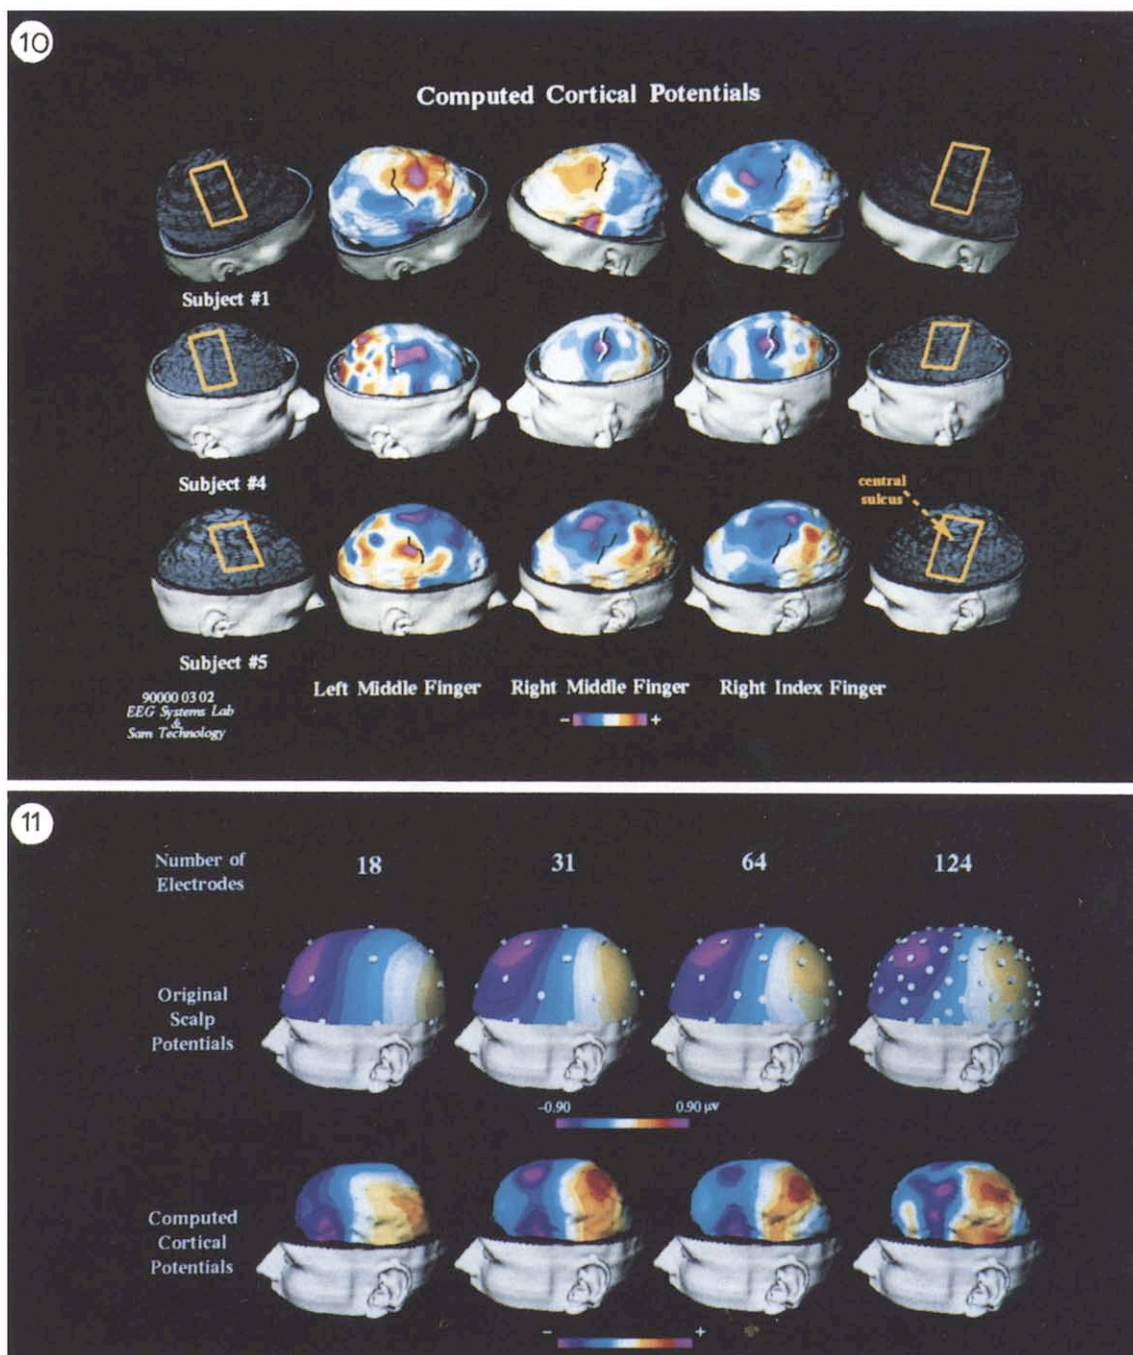 10
Computed Cortical Potentials
Subject #1
Subject #4
central
sulcus
Subject #5
Left Middle Finger Right Middle Finger Right Index Finger
90000 03 02
EEG Systems Lab
&
Sam Technology
− +
11
Number of
Electrodes
18 31 64 124
Original
Scalp
Potentials
−0.90 0.90 µv
Computed
Cortical
Potentials
− +